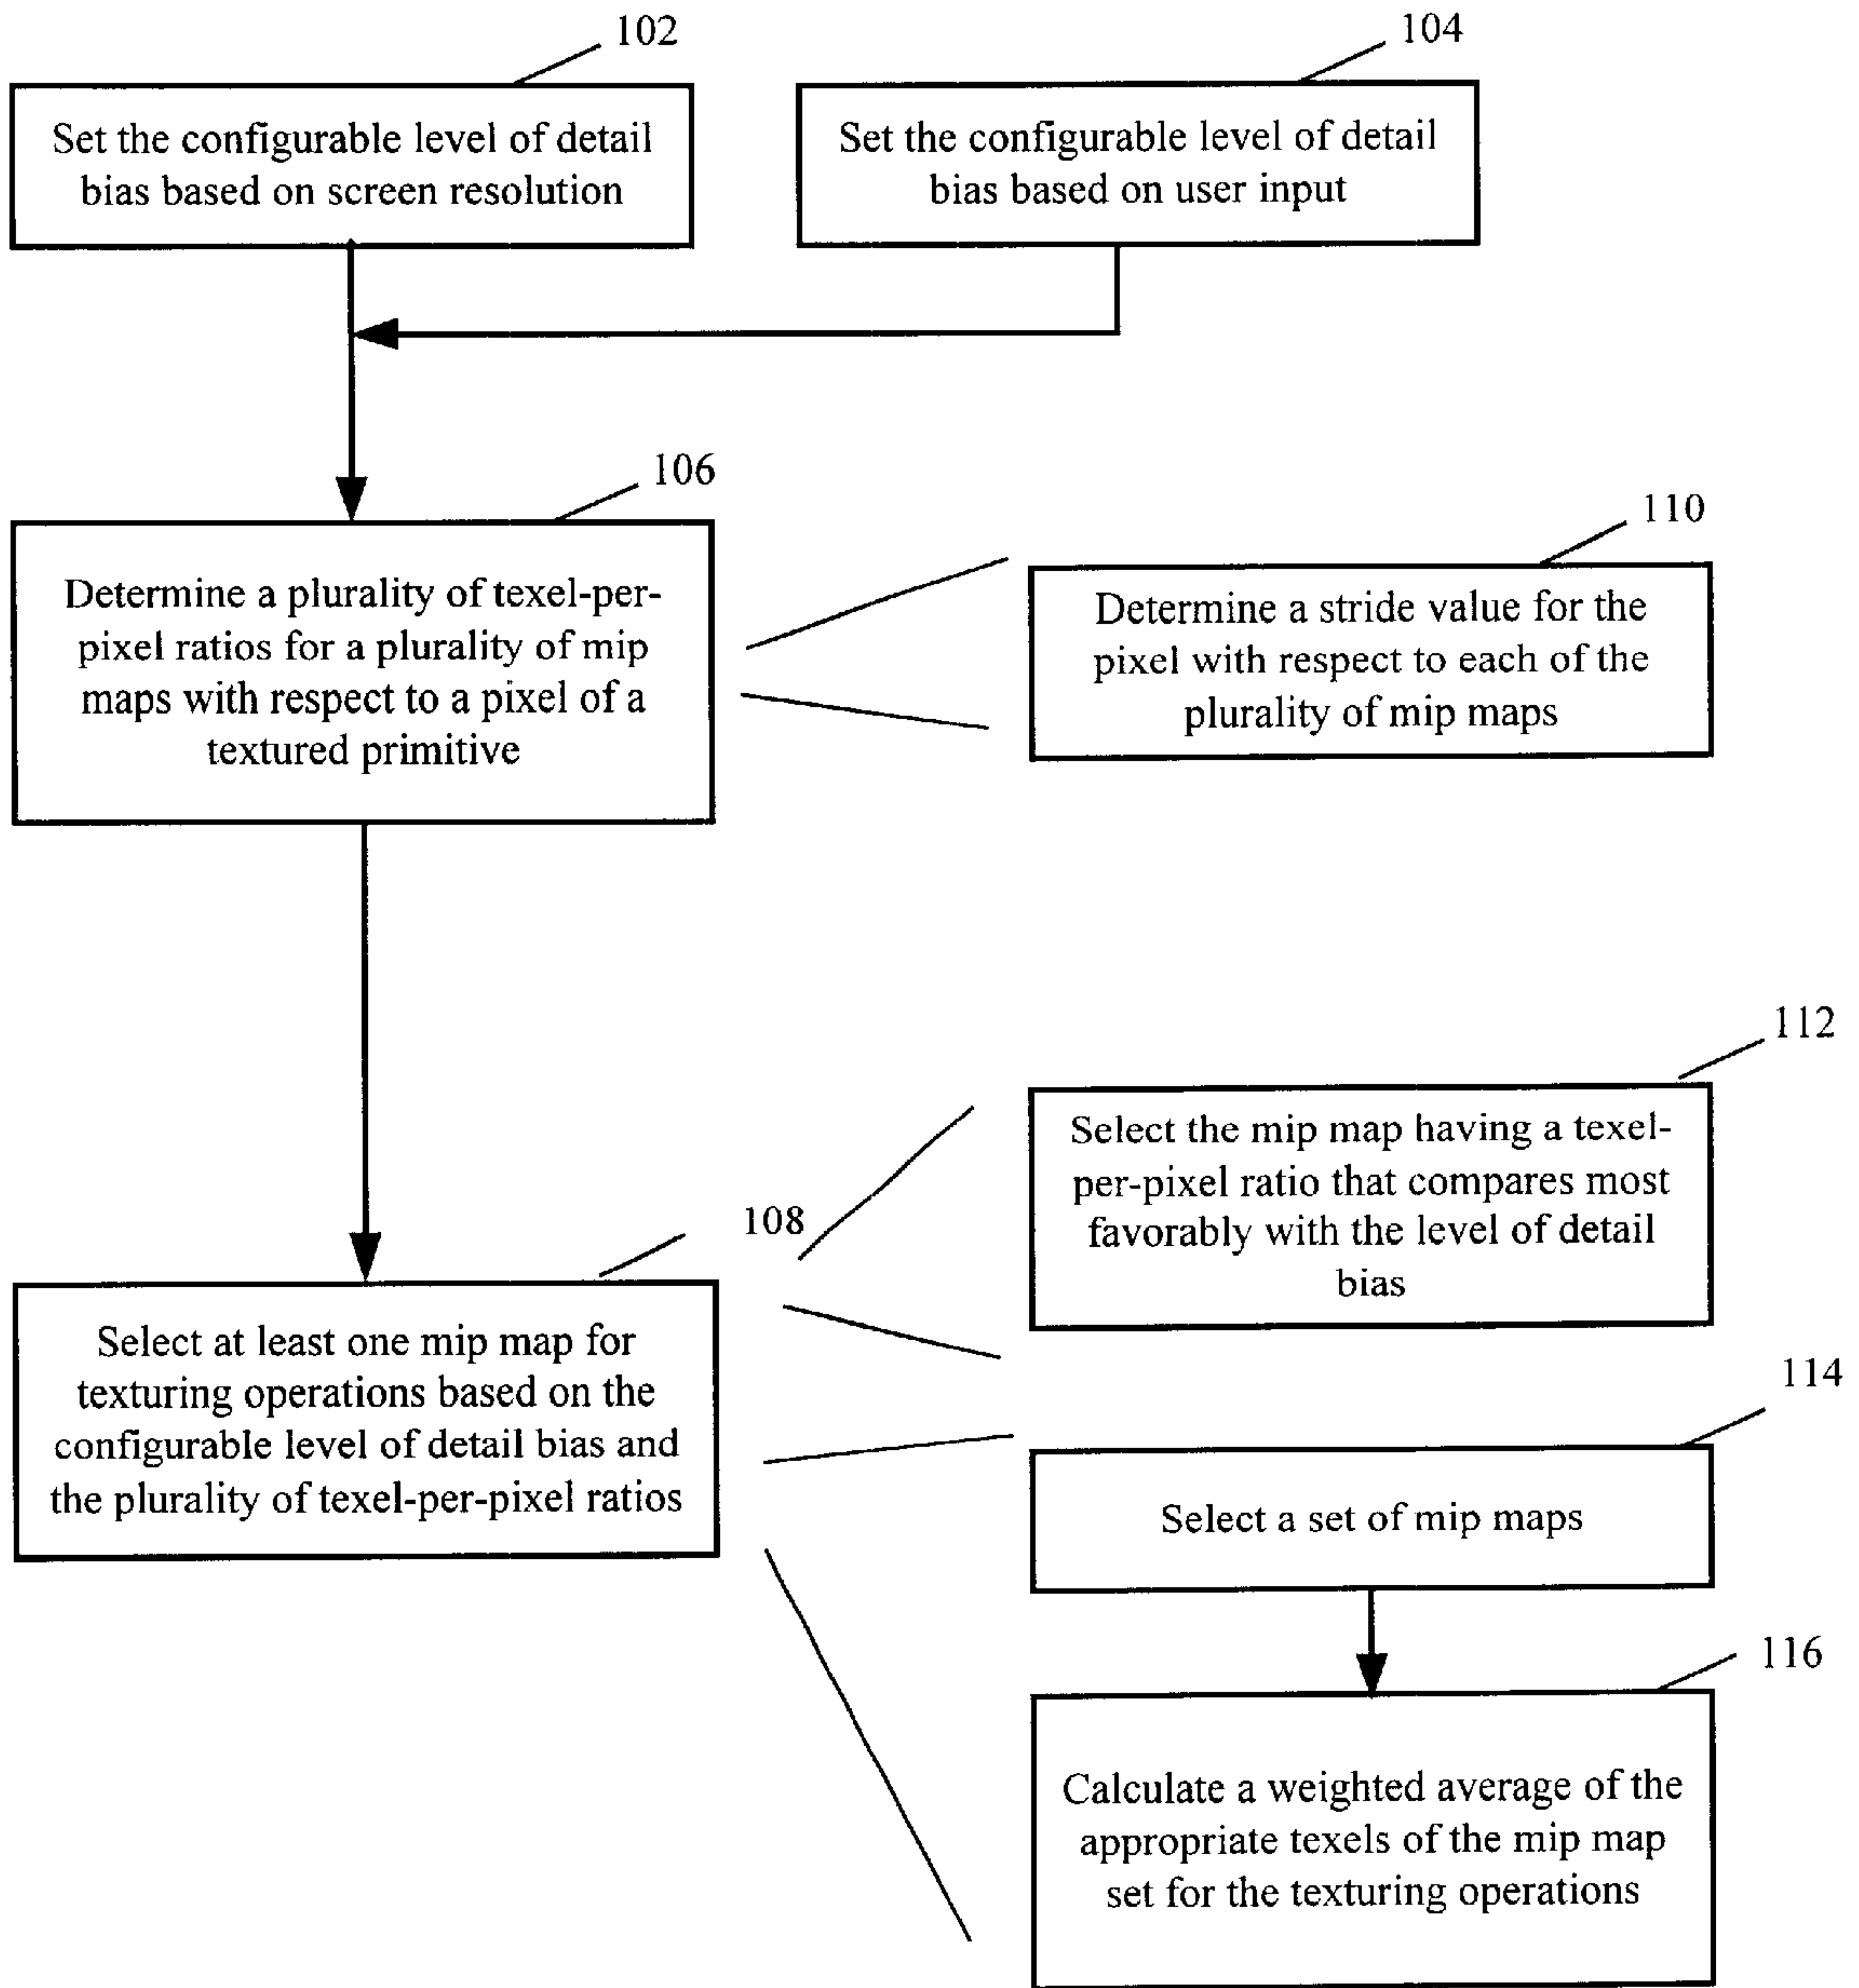 102
104
Set the configurable level of detail
bias based on screen resolution
Set the configurable level of detail
bias based on user input
106
110
Determine a plurality of texel-per-
pixel ratios for a plurality of mip
maps with respect to a pixel of a
textured primitive
Determine a stride value for the
pixel with respect to each of the
plurality of mip maps
112
Select the mip map having a texel-
per-pixel ratio that compares most
favorably with the level of detail
bias
108
Select at least one mip map for
texturing operations based on the
configurable level of detail bias and
the plurality of texel-per-pixel ratios
114
Select a set of mip maps
116
Calculate a weighted average of the
appropriate texels of the mip map
set for the texturing operations